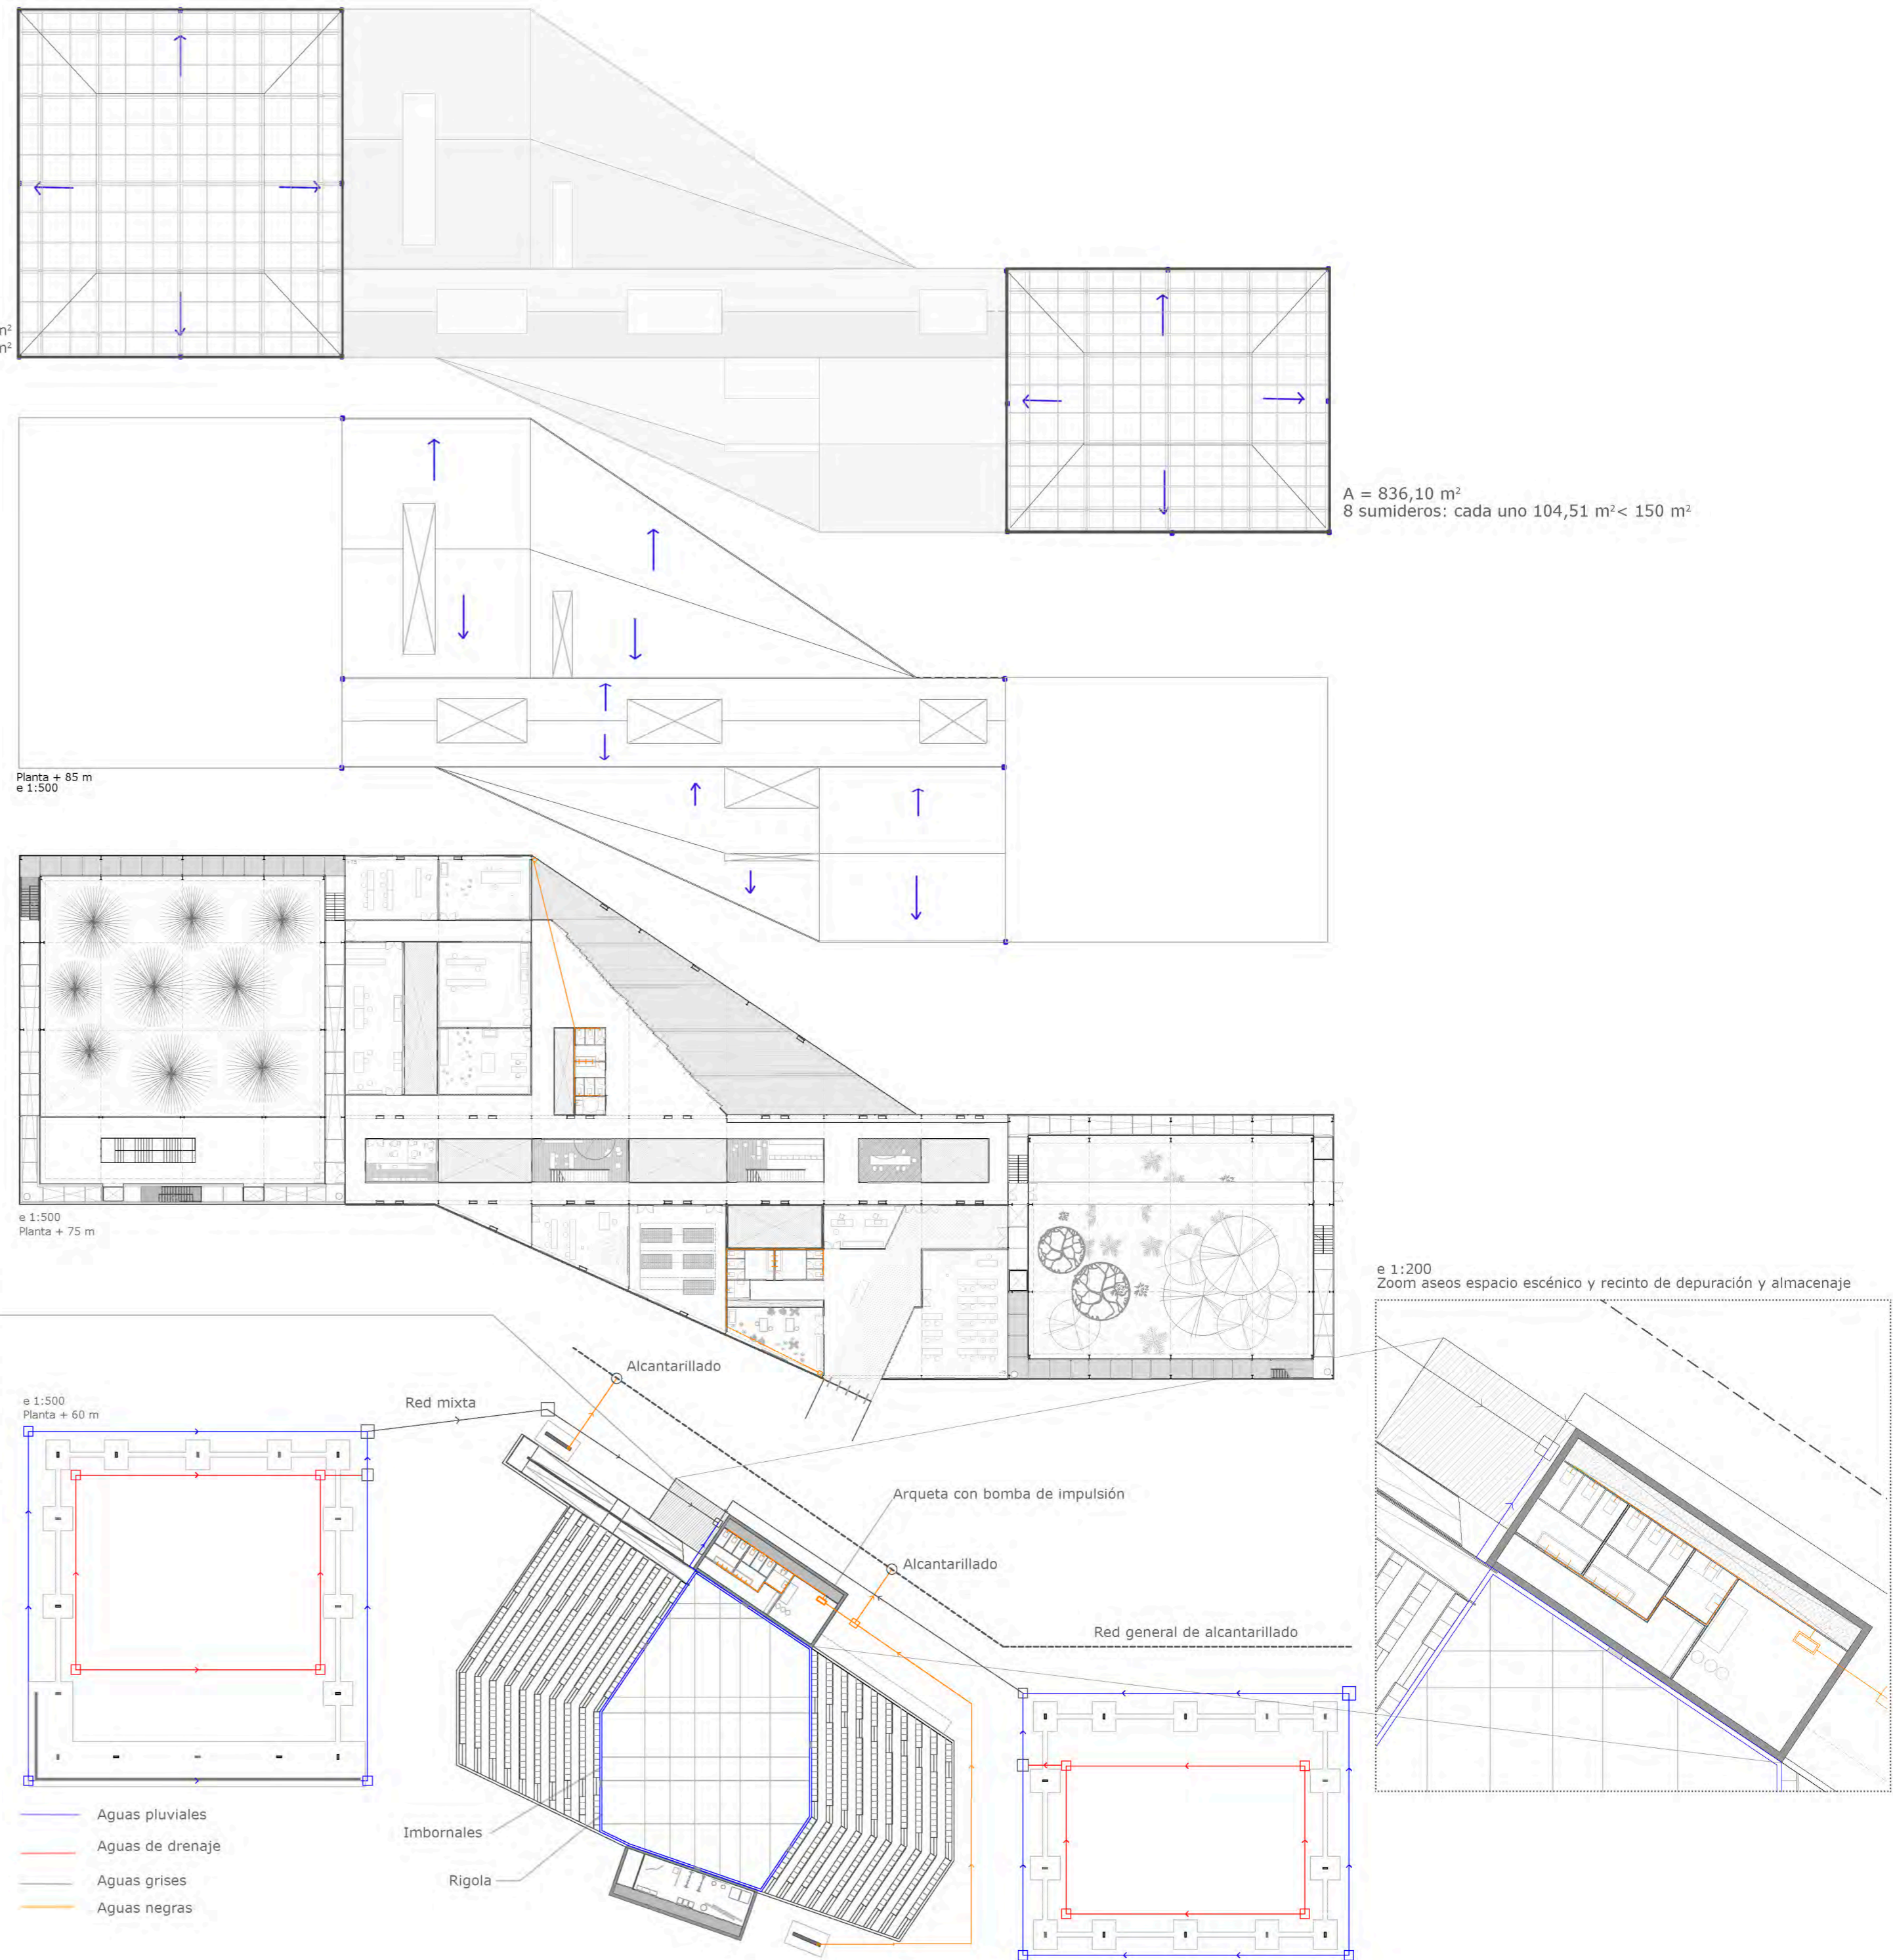 m²
m²
A = 836,10 m²
8 sumideros: cada uno 104,51 m²< 150 m²
Planta + 85 m
e 1:500
e 1:500
Planta + 75 m
e 1:200
Zoom aseos espacio escénico y recinto de depuración y almacenaje
Alcantarillado
e 1:500
Planta + 60 m
Red mixta
Arqueta con bomba de impulsión
Alcantarillado
Red general de alcantarillado
Aguas pluviales
Imbornales
Aguas de drenaje
Aguas grises
Rigola
Aguas negras